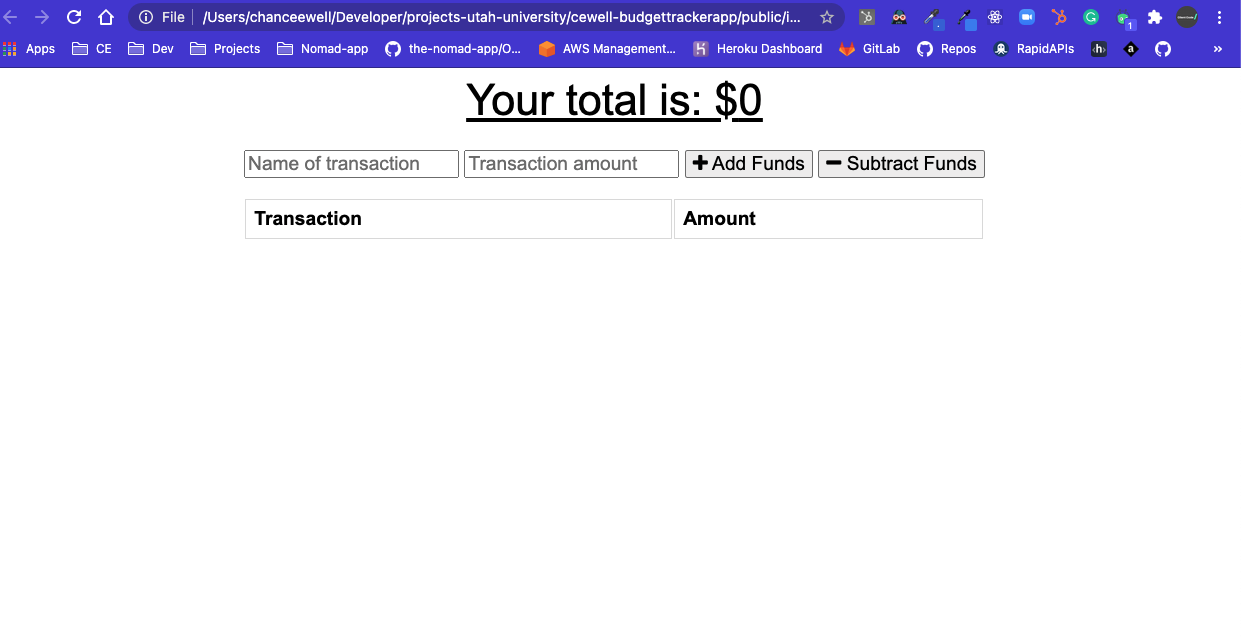 File /Users/chanceewell/Developer/projects-utah-university/cewell-budgettrackerapp/public/i...
1
Apps CE Dev Projects Nomad-app the-nomad-app/O... AWS Management... H Heroku Dashboard GitLab Repos RapidAPIs <h> a »
Your total is: $0
Name of transaction Transaction amount Add Funds Subtract Funds
Transaction Amount